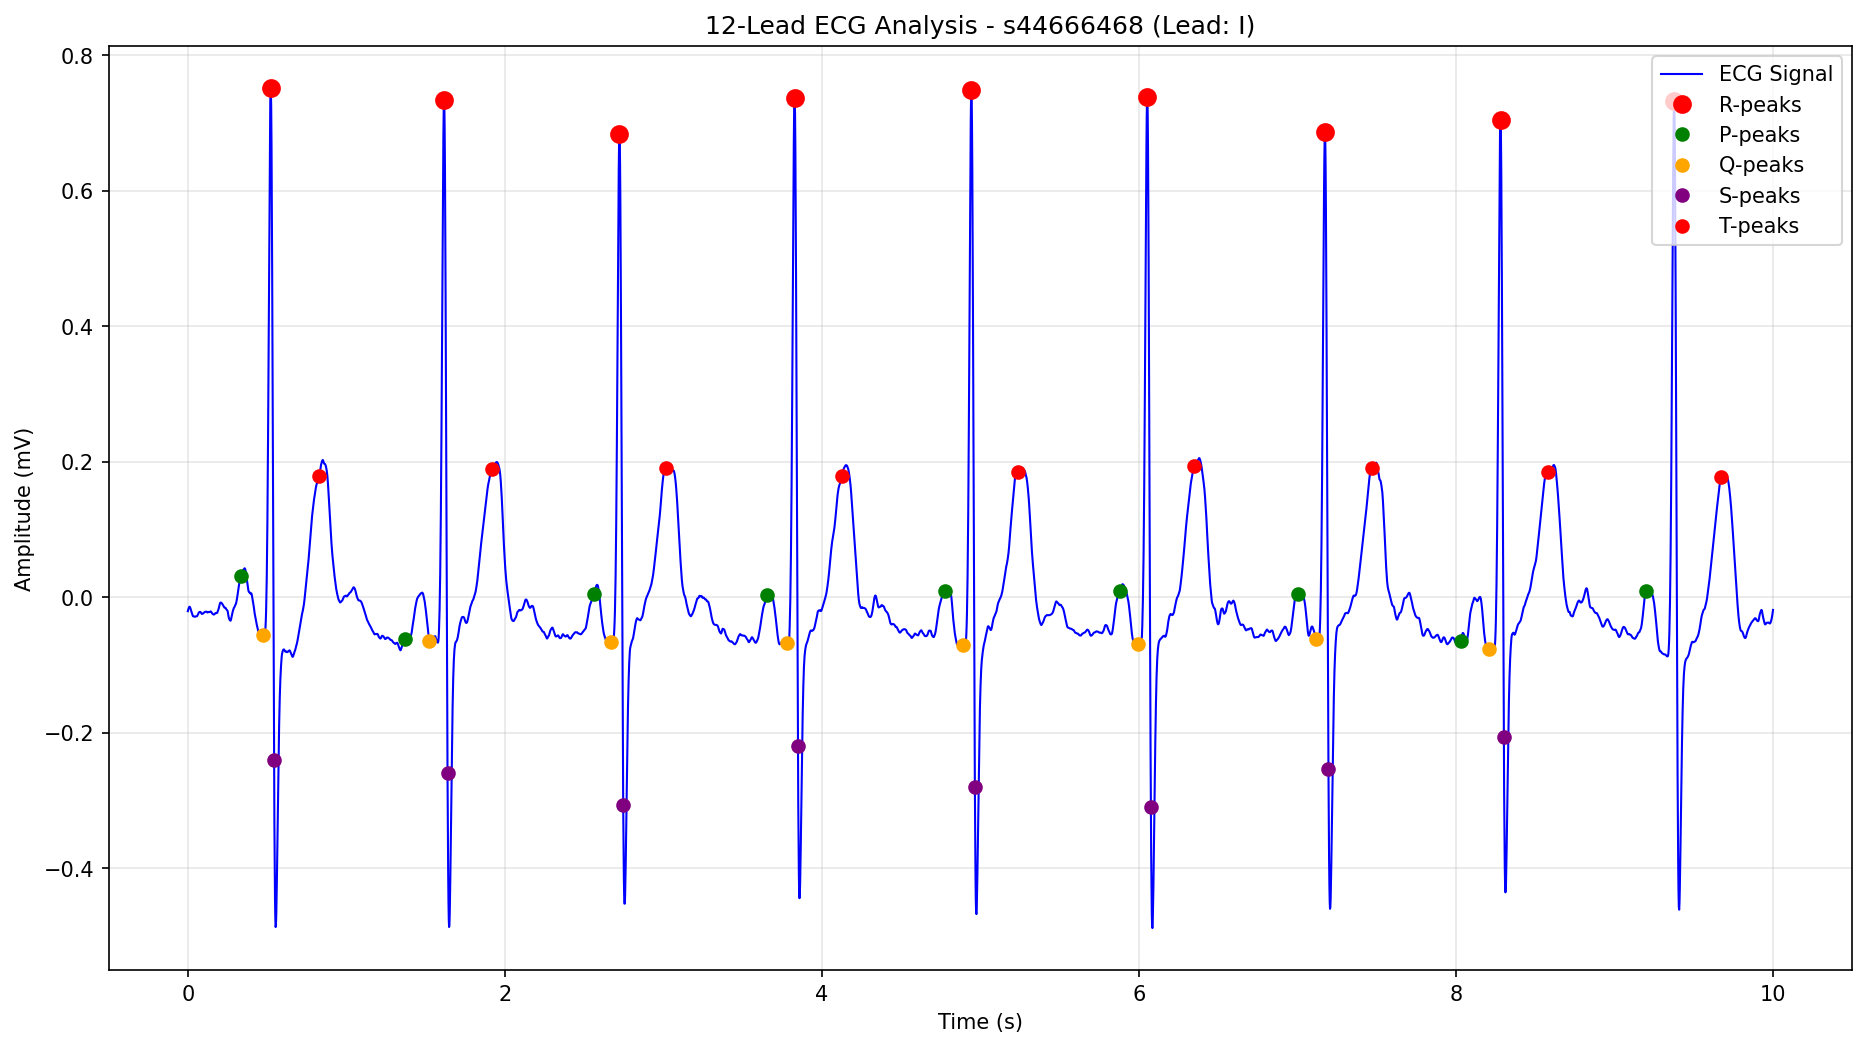 12-Lead ECG Analysis - s44666468 (Lead: I)
ECG Signal
R-peaks
P-peaks
Q-peaks
S-peaks
T-peaks
Amplitude (mV)
0.8
0.6
0.4
0.2
0.0
−0.2
−0.4
0 2 4 6 8 10
Time (s)